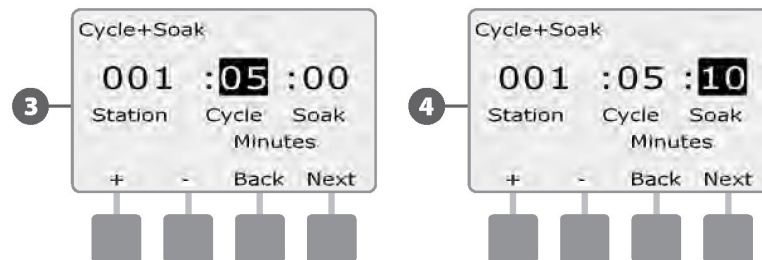 3
Cycle+Soak
001 :05 :00
Station Cycle Soak
Minutes
+ - Back Next
4
Cycle+Soak
001 :05 :10
Station Cycle Soak
Minutes
+ - Back Next